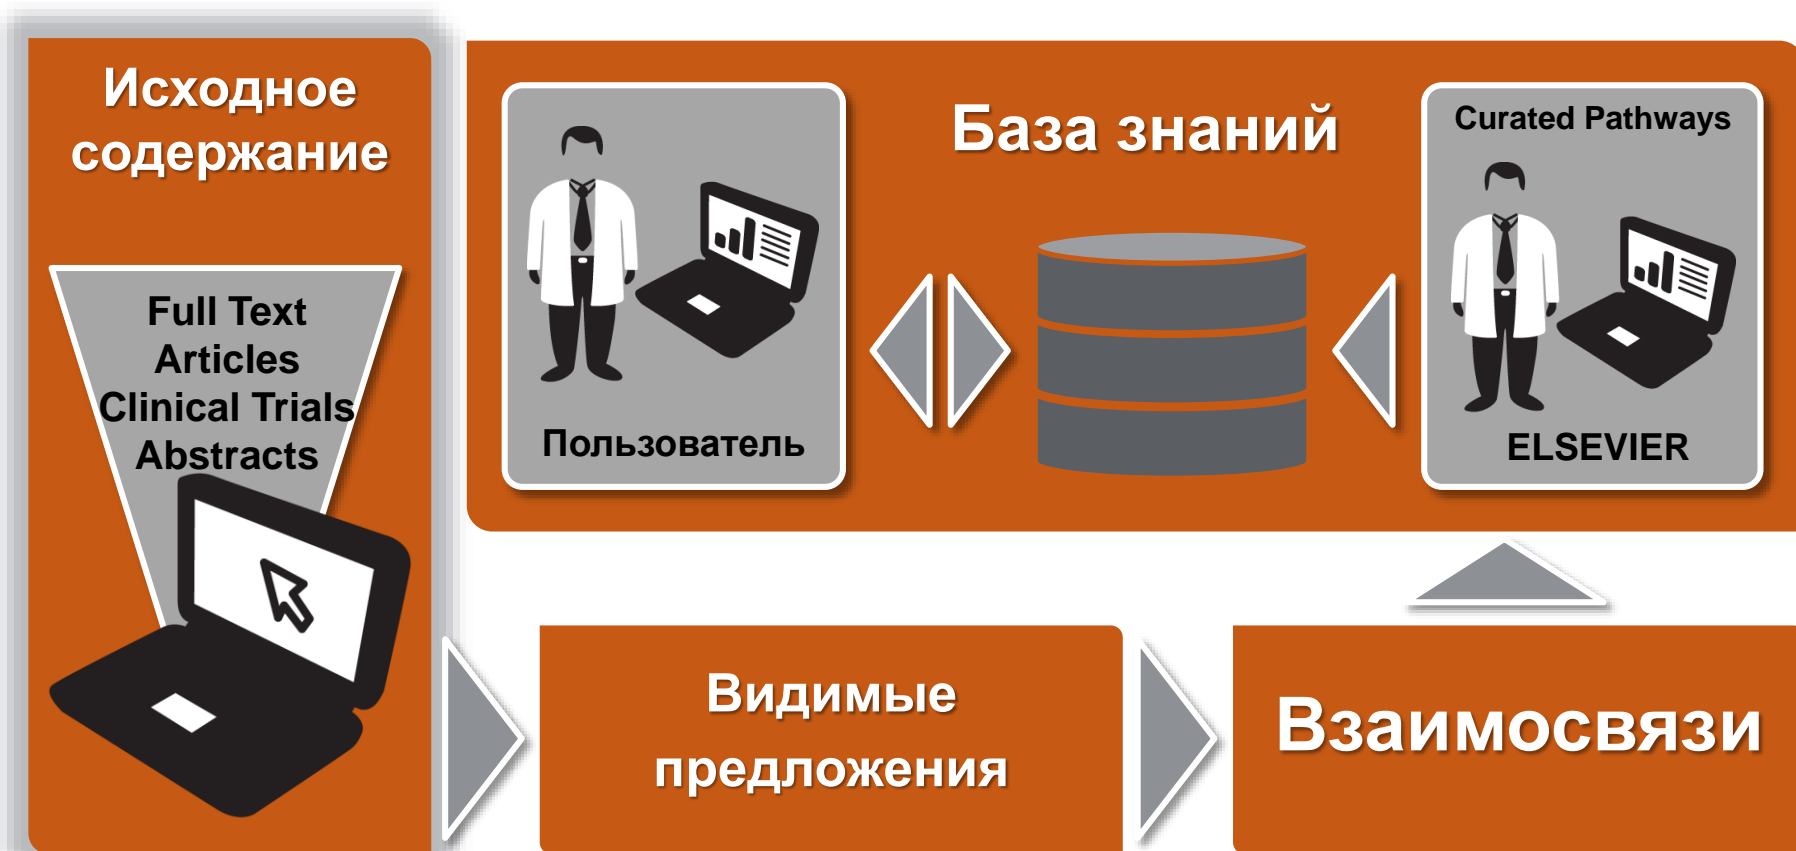 Исходное
содержание
Full Text
Articles
Clinical Trials
Abstracts
Пользователь
База знаний
Curated Pathways
ELSEVIER
Видимые
предложения
Взаимосвязи